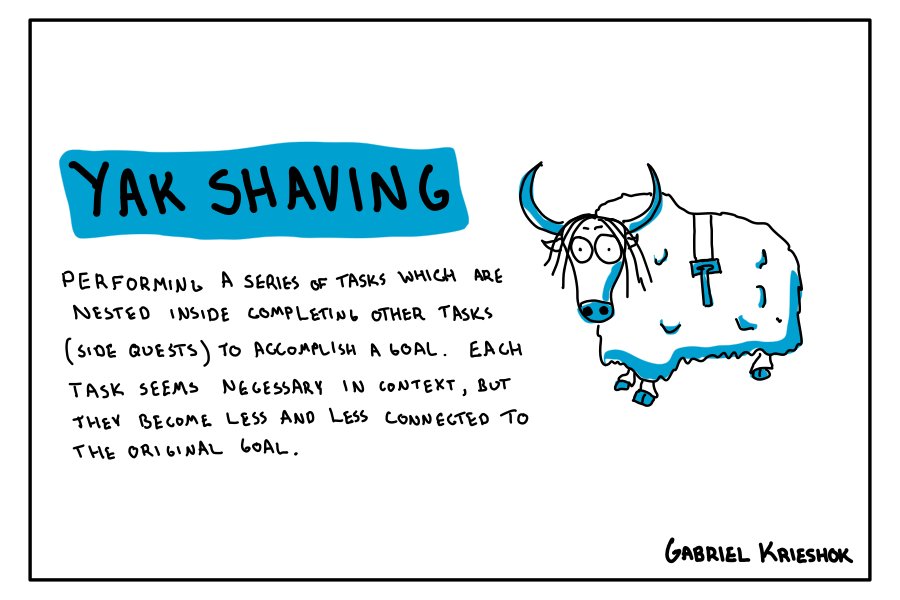 YAK SHAVING
PERFORMING A SERIES OF TASKS WHICH ARE
NESTED INSIDE COMPLETING OTHER TASKS
(SIDE QUESTS) TO ACCOMPLISH A GOAL. EACH
TASK SEEMS NECESSARY IN CONTEXT, BUT
THEY BECOME LESS AND LESS CONNECTED TO
THE ORIGINAL GOAL.
GABRIEL KRIESHOK